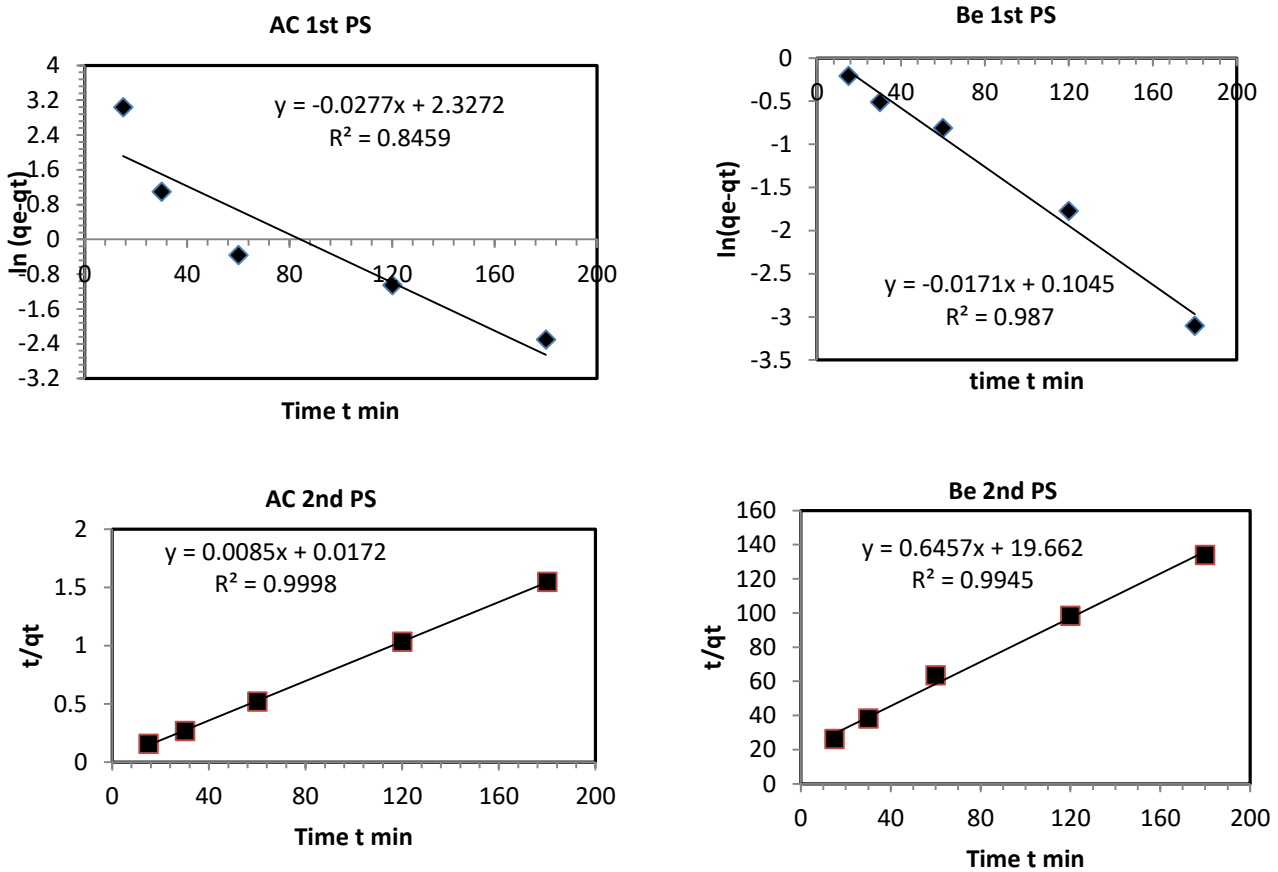 AC 1st PS
4
3.2
2.4
1.6
0.8
0
-0.8
-1.6
-2.4
-3.2
0
40
80
120
160
200
ln (qe-qt)
y = -0.0277x + 2.3272
R² = 0.8459
Time t min
Be 1st PS
0
-0.5
-1
-1.5
-2
-2.5
-3
-3.5
0
40
80
120
160
200
ln(qe-qt)
y = -0.0171x + 0.1045
R² = 0.987
time t min
AC 2nd PS
2
1.5
1
0.5
0
0
40
80
120
160
200
t/qt
y = 0.0085x + 0.0172
R² = 0.9998
Time t min
Be 2nd PS
160
140
120
100
80
60
40
20
0
0
40
80
120
160
200
t/qt
y = 0.6457x + 19.662
R² = 0.9945
Time t min